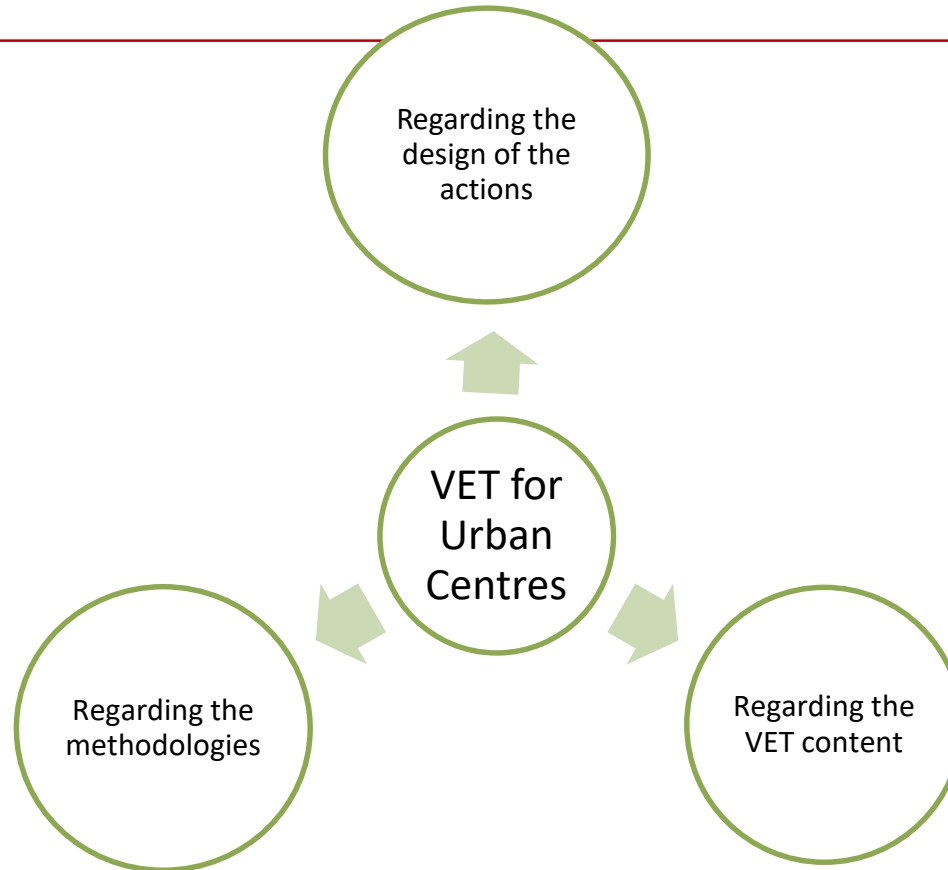 Regarding the
design of the
actions
VET for
Urban
Centres
Regarding the
methodologies
Regarding the
VET content